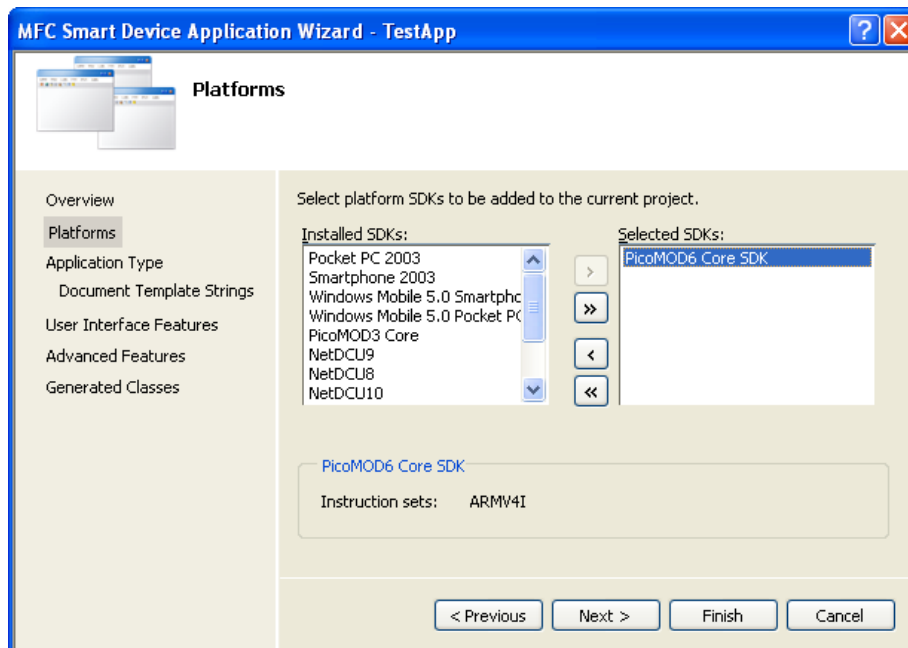 MFC Smart Device Application Wizard - TestApp
Platforms
Overview
Platforms
Application Type
Document Template Strings
User Interface Features
Advanced Features
Generated Classes
Select platform SDKs to be added to the current project.
Installed SDKs:
Pocket PC 2003
Smartphone 2003
Windows Mobile 5.0 Smartphc
Windows Mobile 5.0 Pocket PC
PicoMOD3 Core
NetDCU9
NetDCU8
NetDCU10
>
»
<
«
Selected SDKs:
PicoMOD6 Core SDK
PicoMOD6 Core SDK
Instruction sets: ARMV4I
< Previous Next > Finish Cancel